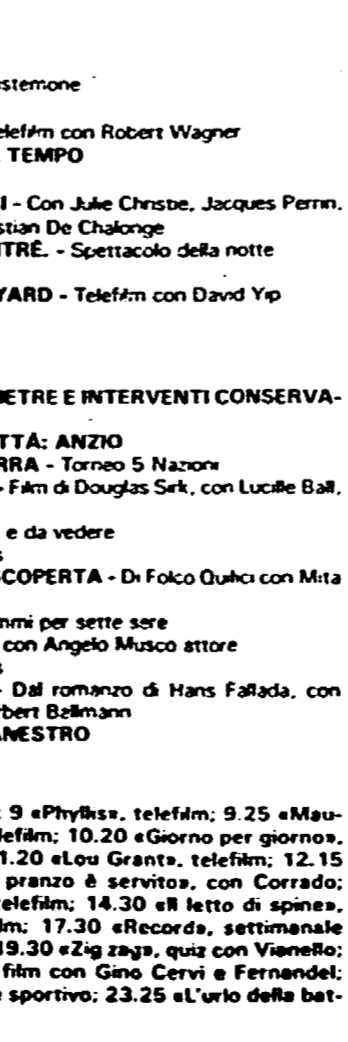 stemone
elefilm con Robert Wagner
TEMPO
I - Con Julie Christie, Jacques Perrin,
stian De Chalonge
TRÉ. - Spettacolo della notte
YARD - Telefilm con David Yip
IETRE E INTERVENTI CONSERVA-
TTÀ: ANZIO
RRA - Torneo 5 Nazioni
- Film di Douglas Sirk, con Lucille Ball,
e da vedere
s
COPERTA - Di Folco Quilici con Mita
mmi per sette sere
con Angelo Musco attore
s
- Dal romanzo di Hans Fallada, con
rbert Ballmann
ANESTRO
; 9 «Phyllis», telefilm; 9.25 «Mau-
lefilm; 10.20 «Giorno per giorno»,
1.20 «Lou Grant», telefilm; 12.15
pranzo è servito», con Corrado;
elefilm; 14.30 «Il letto di spine»,
lm; 17.30 «Record», settimanale
19.30 «Zig zag», quiz con Vianello;
film con Gino Cervi e Fernandel;
e sportivo; 23.25 «L'urlo della bat-